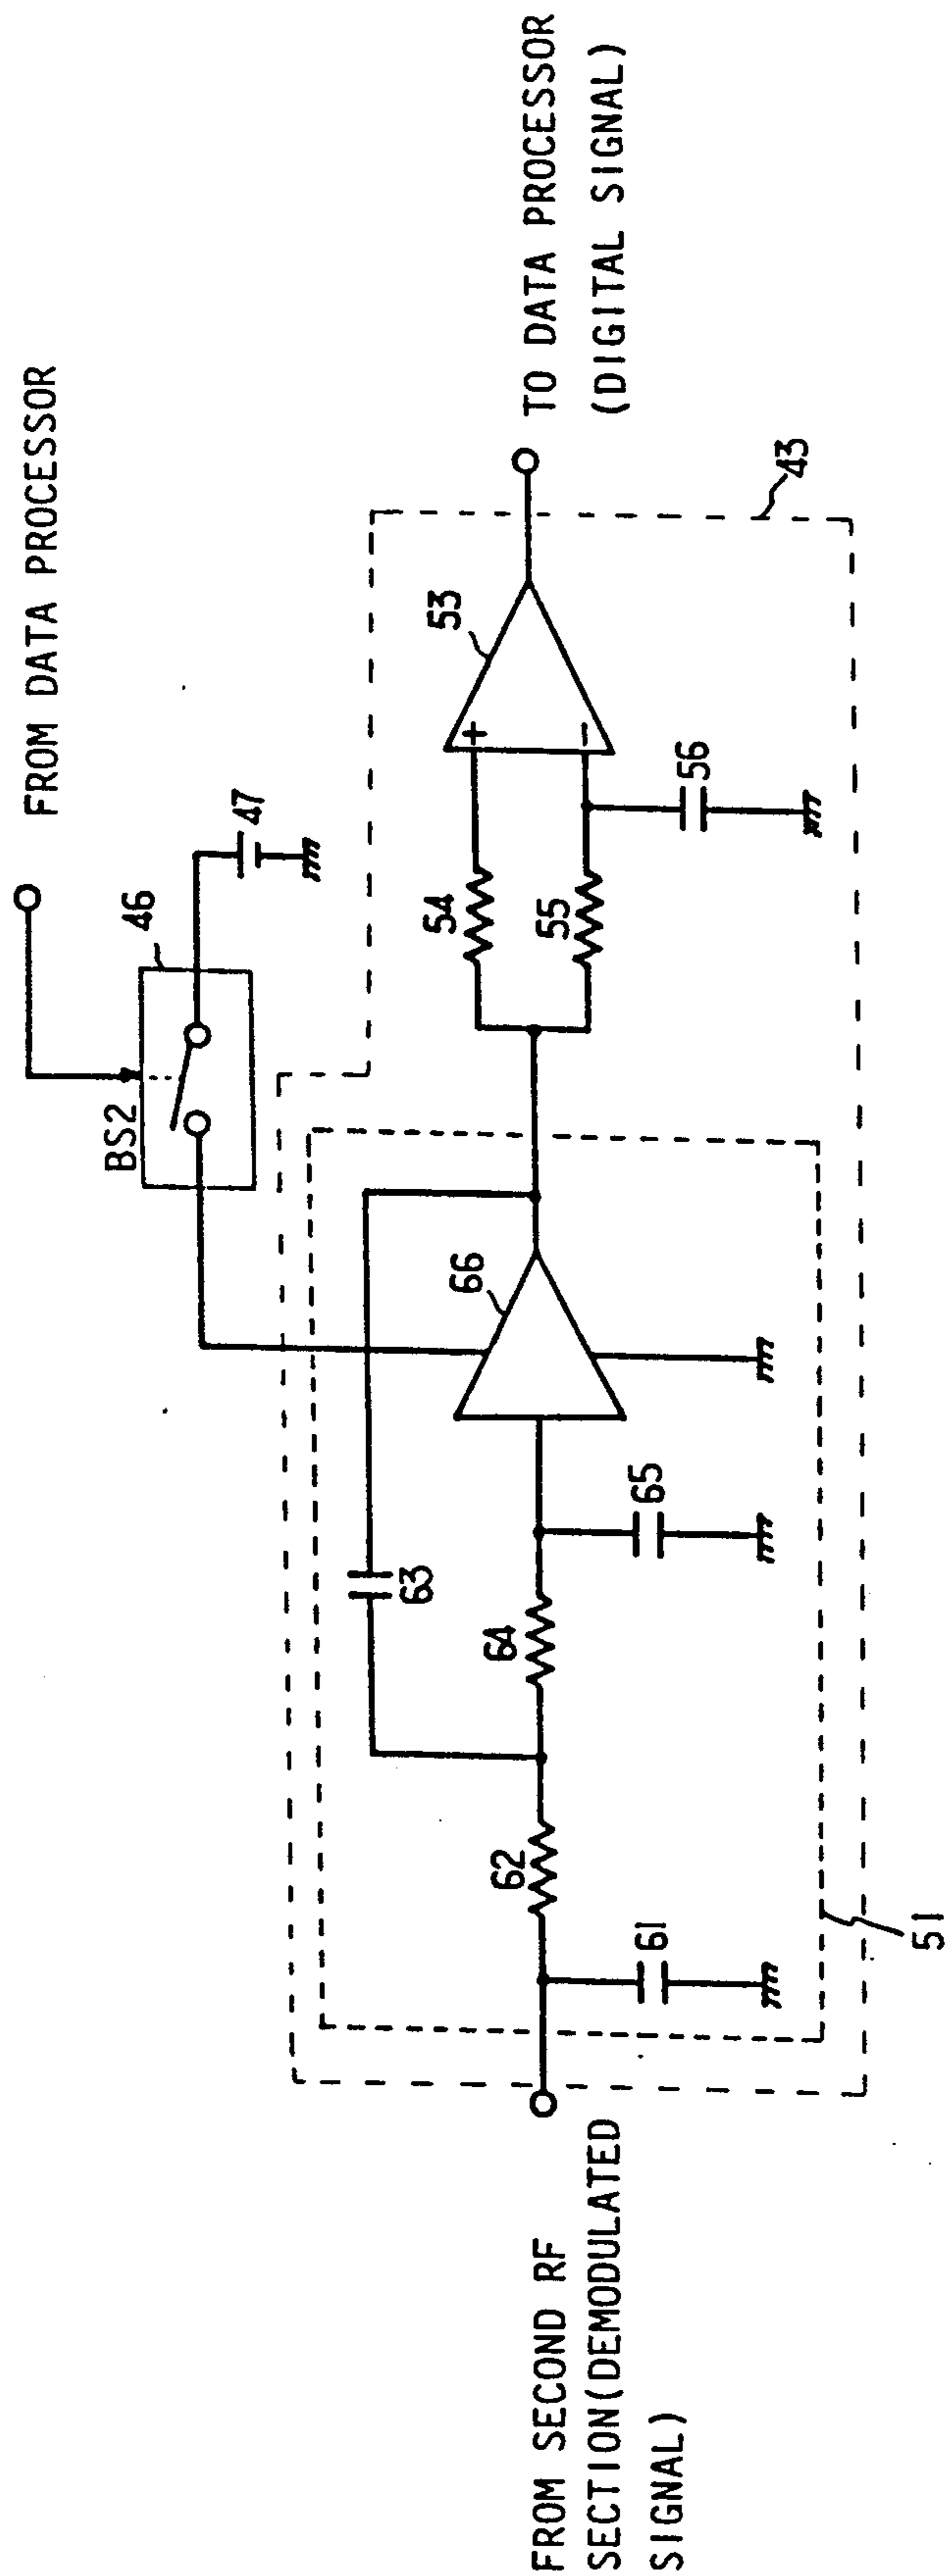 FROM DATA PROCESSOR
46
BS2
47
43
53
TO DATA PROCESSOR
(DIGITAL SIGNAL)
54
55
56
66
63
64
65
62
61
51
FROM SECOND RF
SECTION(DEMODULATED
SIGNAL)
+
−